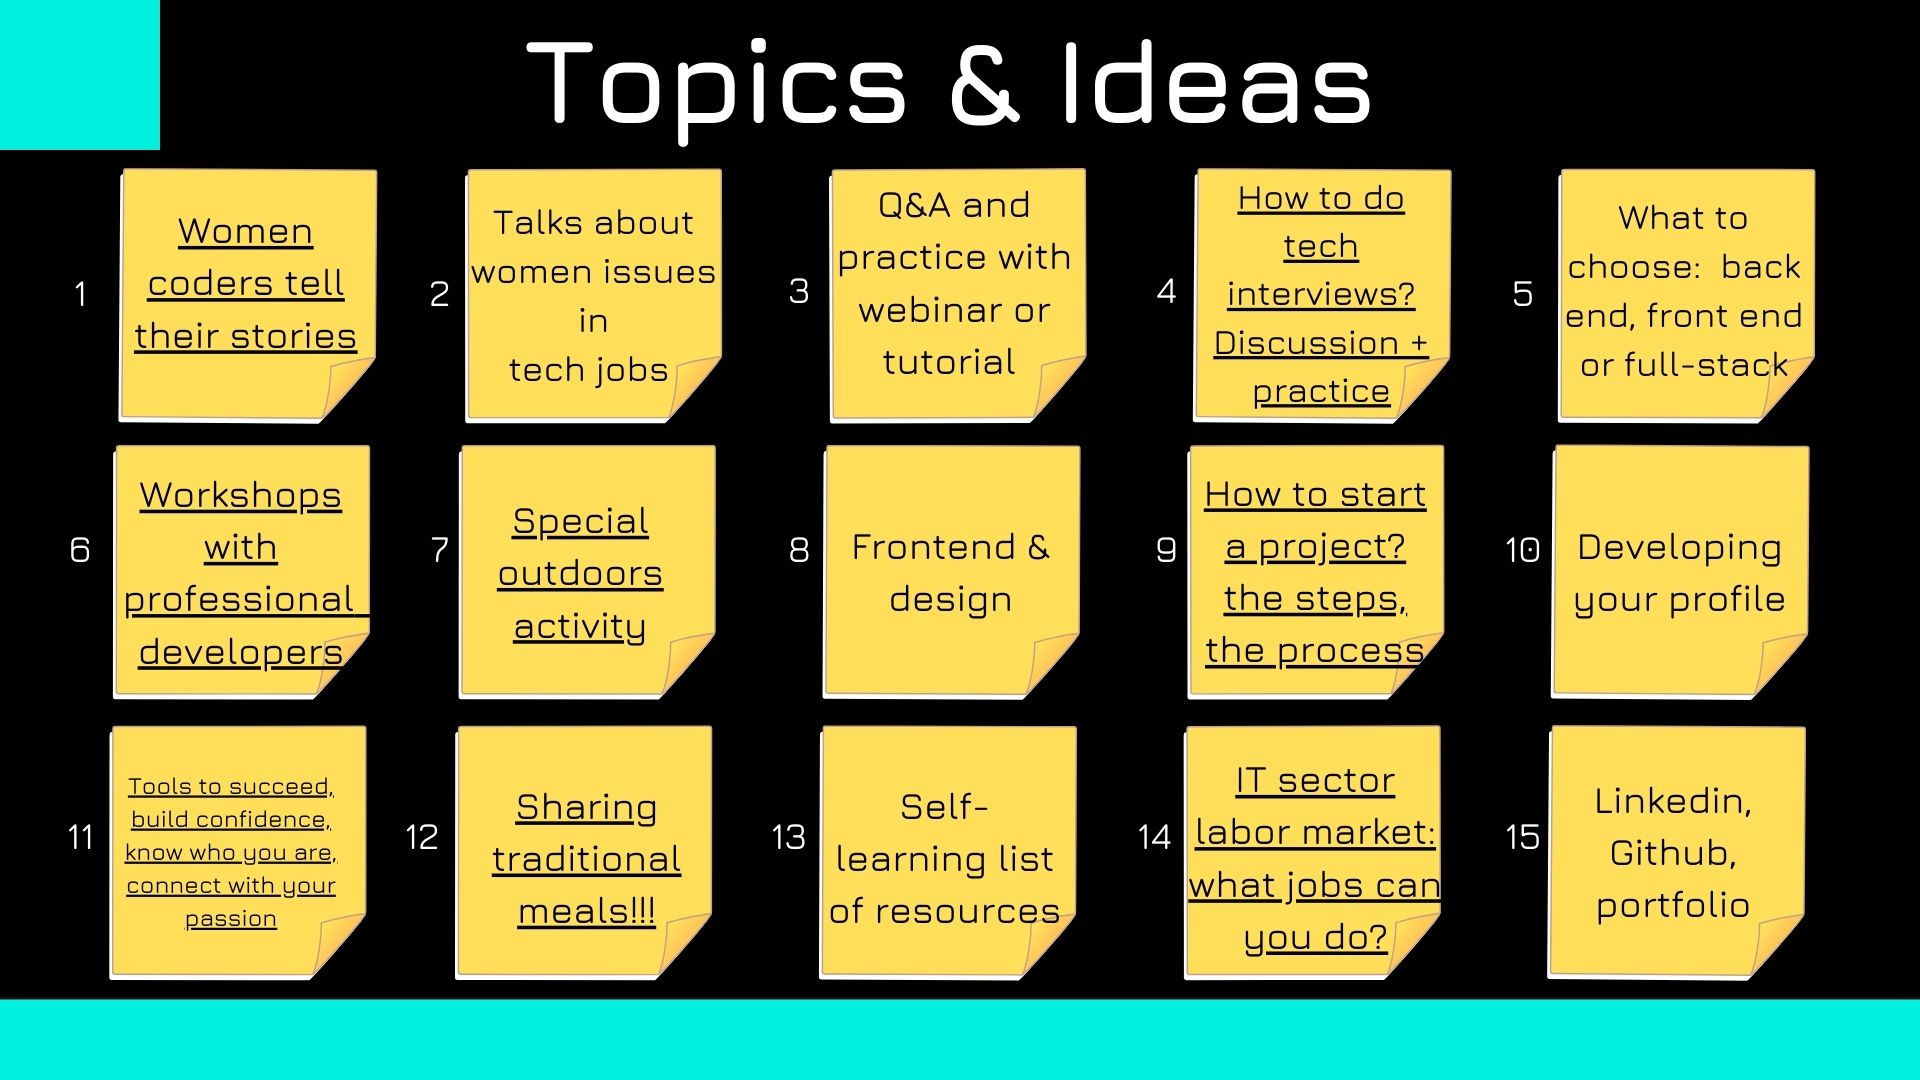 Topics & Ideas
1
Women
coders tell
their stories
2
Talks about
women issues
in
tech jobs
3
Q&A and
practice with
webinar or
tutorial
4
How to do
tech
interviews?
Discussion +
practice
5
What to
choose:  back
end, front end
or full-stack
6
Workshops
with
professional
developers
7
Special
outdoors
activity
8
Frontend &
design
9
How to start
a project?
the steps,
the process
10
Developing
your profile
11
Tools to succeed,
build confidence,
know who you are,
connect with your
passion
12
Sharing
traditional
meals!!!
13
Self-
learning list
of resources
14
IT sector
labor market:
what jobs can
you do?
15
Linkedin,
Github,
portfolio